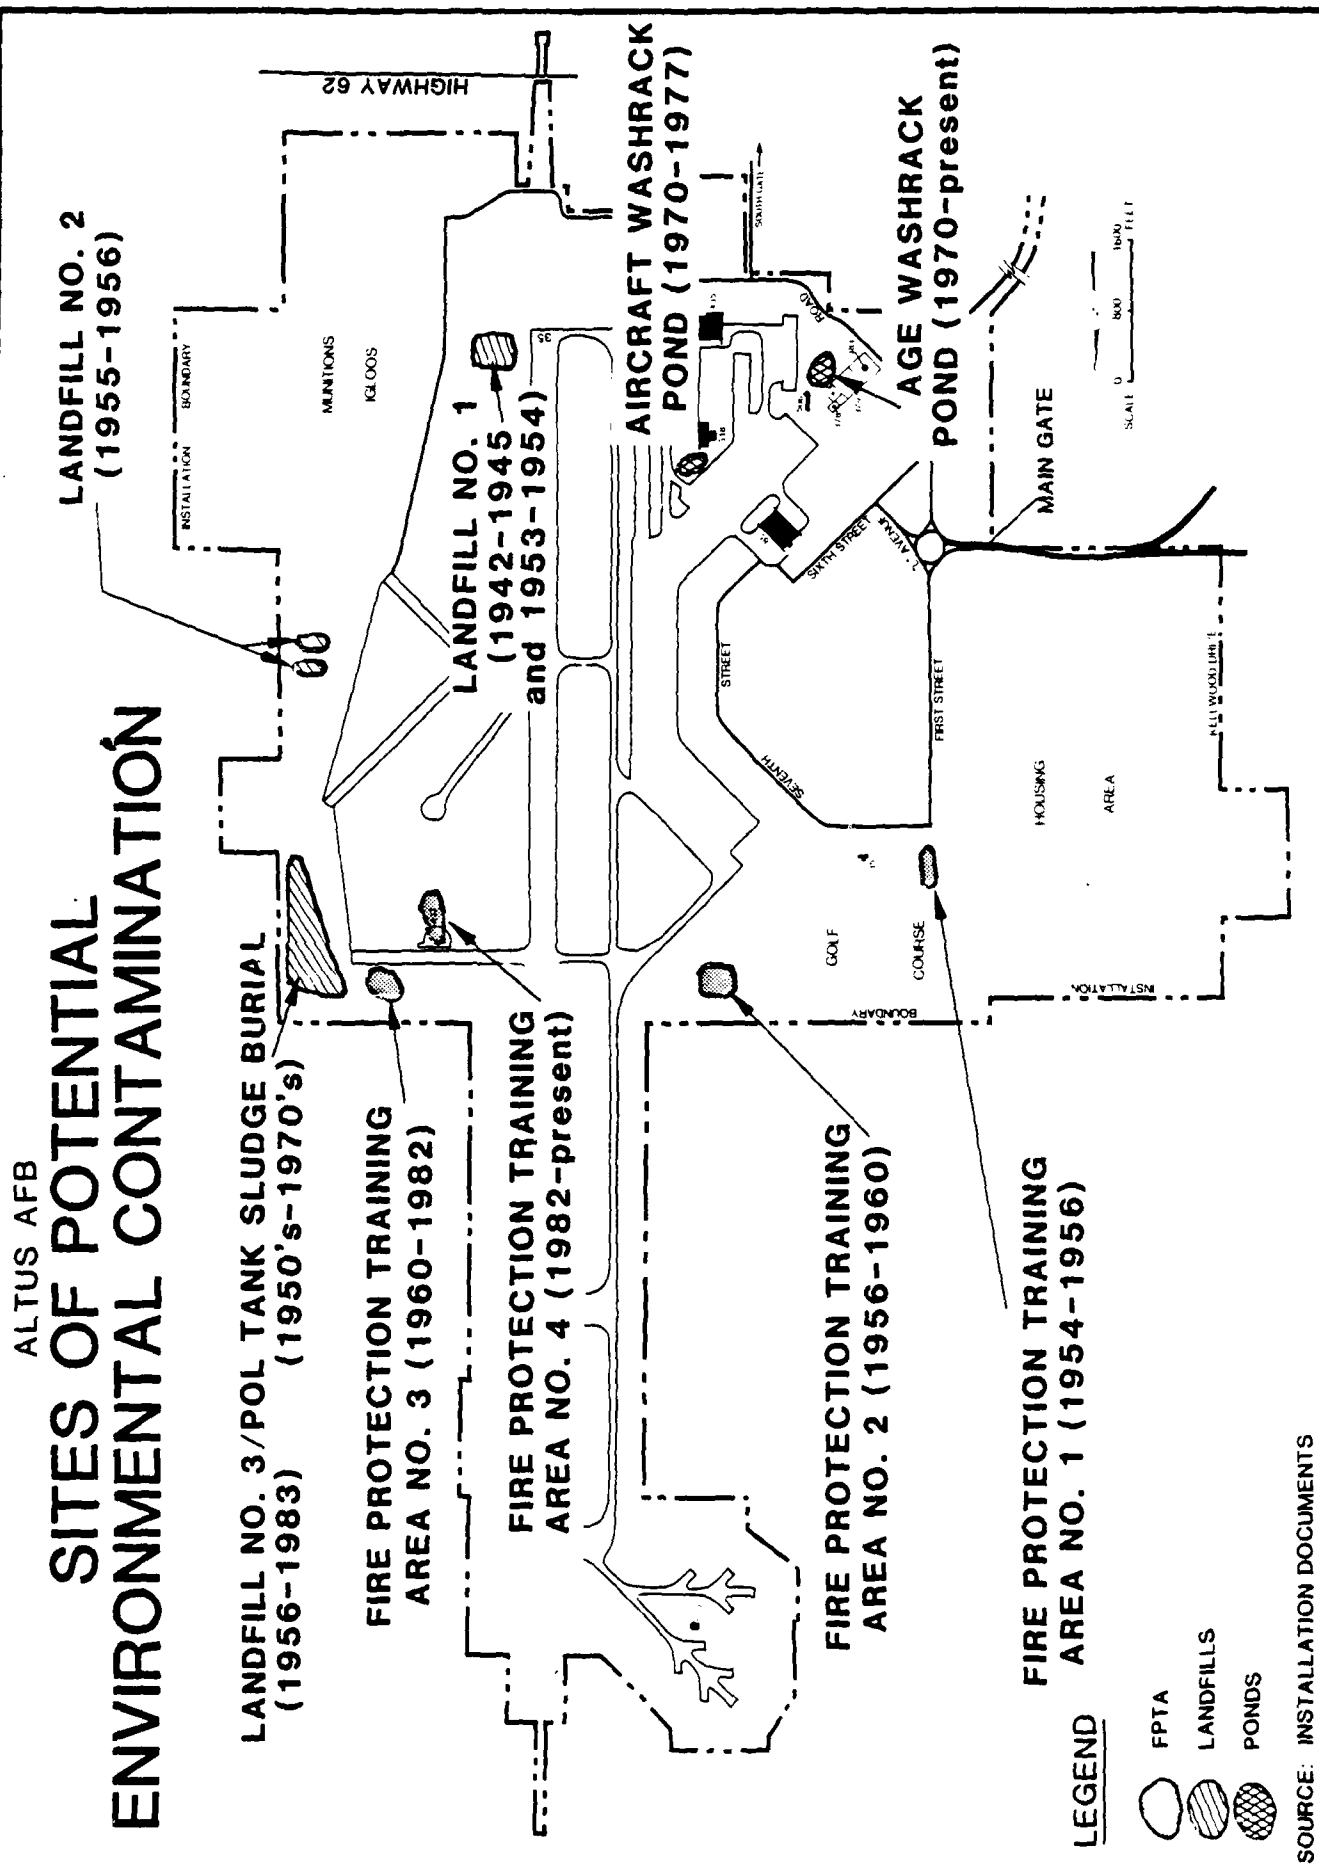 ALTUS AFB
SITES OF POTENTIAL
ENVIRONMENTAL CONTAMINATION
LANDFILL NO. 2
(1955-1956)
HIGHWAY 62
INSTALLATION BOUNDARY
MUNITIONS
IGLOOS
LANDFILL NO. 3/POL TANK SLUDGE BURIAL
(1956-1983) (1950's-1970's)
FIRE PROTECTION TRAINING
AREA NO. 3 (1960-1982)
LANDFILL NO. 1
(1942-1945
and 1953-1954)
35
FIRE PROTECTION TRAINING
AREA NO. 4 (1982-present)
AIRCRAFT WASHRACK
POND (1970-1977)
SOUTH GATE
ROAD
AGE WASHRACK
POND (1970-present)
STREET
SEVENTH
SIXTH STREET
AVENUE
FIRST STREET
MAIN GATE
GOLF
COURSE
BOUNDARY
INSTALLATION
HOUSING
AREA
KELLWOOD DRIVE
SCALE 0 800 1600 FEET
FIRE PROTECTION TRAINING
AREA NO. 2 (1956-1960)
FIRE PROTECTION TRAINING
AREA NO. 1 (1954-1956)
LEGEND
FPTA
LANDFILLS
PONDS
SOURCE: INSTALLATION DOCUMENTS